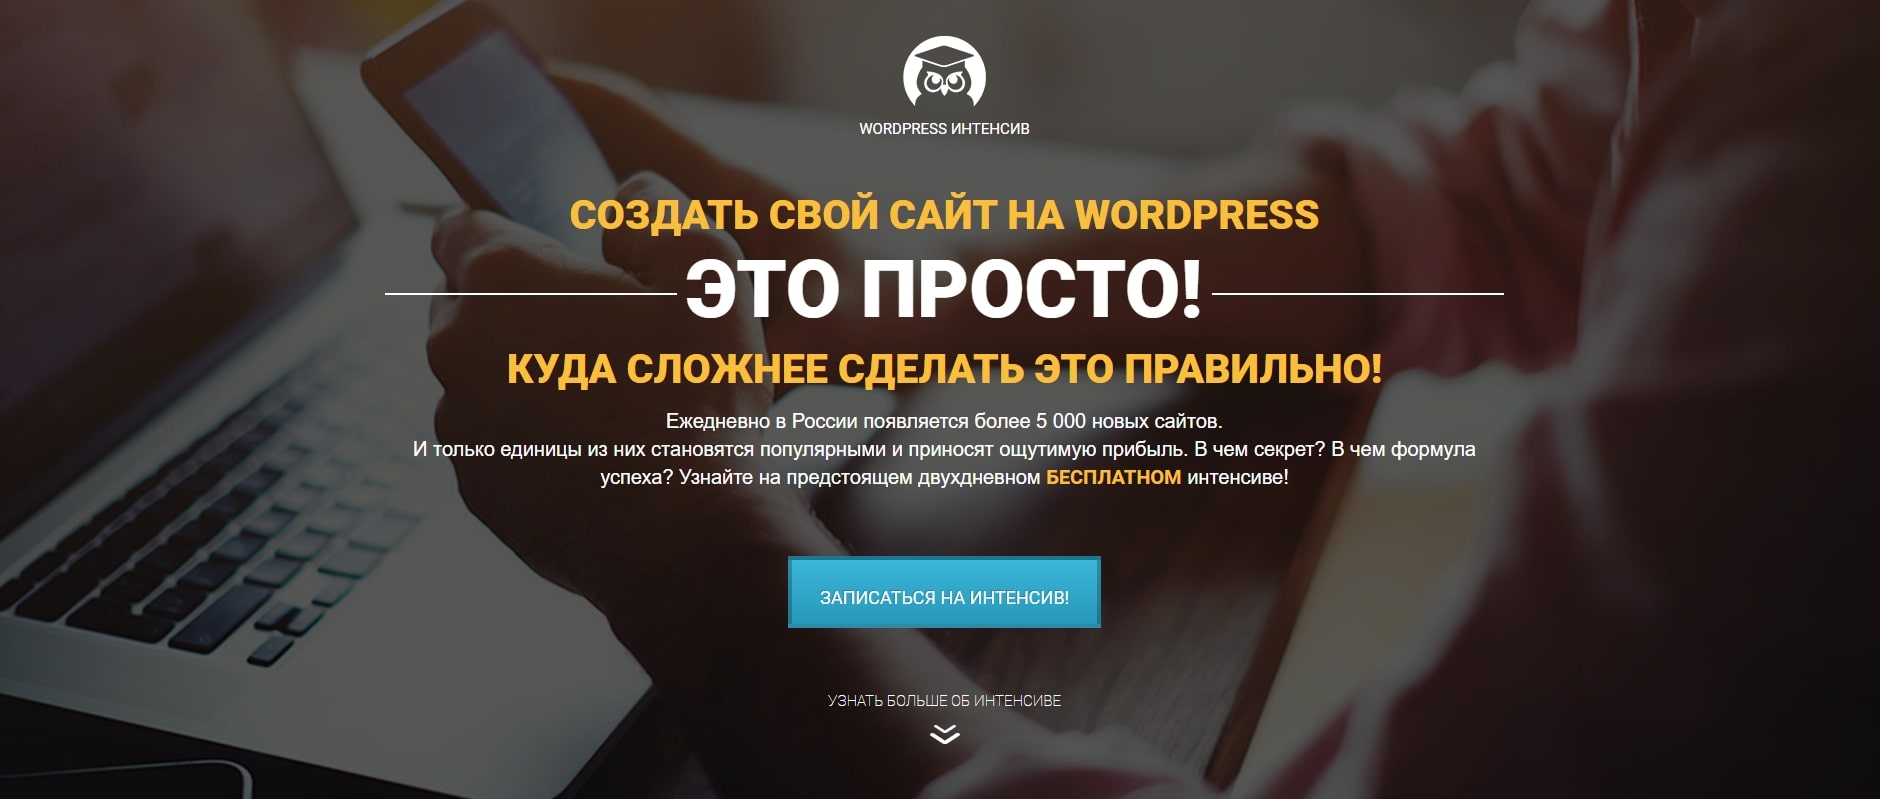 WORDPRESS ИНТЕНСИВ
СОЗДАТЬ СВОЙ САЙТ НА WORDPRESS
ЭТО ПРОСТО!
КУДА СЛОЖНЕЕ СДЕЛАТЬ ЭТО ПРАВИЛЬНО!
Ежедневно в России появляется более 5 000 новых сайтов.
И только единицы из них становятся популярными и приносят ощутимую прибыль. В чем секрет? В чем формула
успеха? Узнайте на предстоящем двухдневном БЕСПЛАТНОМ интенсиве!
ЗАПИСАТЬСЯ НА ИНТЕНСИВ!
УЗНАТЬ БОЛЬШЕ ОБ ИНТЕНСИВЕ